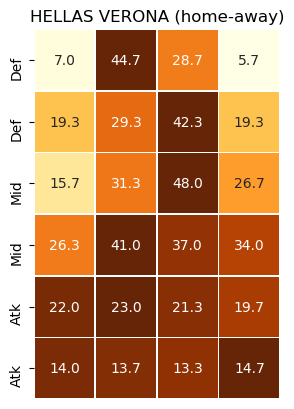 HELLAS VERONA (home-away)
Def 7.0 44.7 28.7 5.7
Def 19.3 29.3 42.3 19.3
Mid 15.7 31.3 48.0 26.7
Mid 26.3 41.0 37.0 34.0
Atk 22.0 23.0 21.3 19.7
Atk 14.0 13.7 13.3 14.7